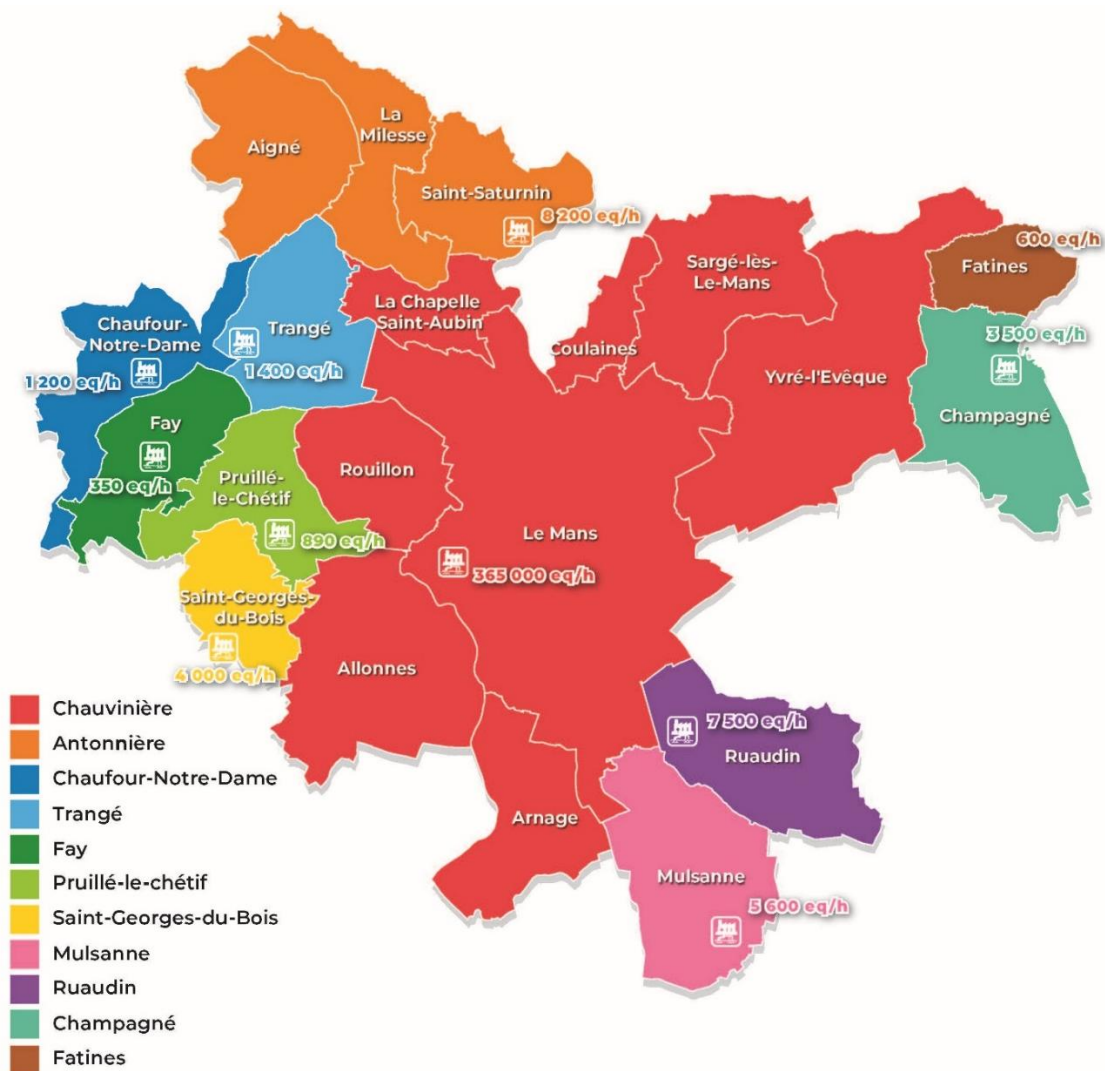 La
Milesse
Aigné
Saint-Saturnin
8 200 eq/h
Sargé-lès-
Le-Mans
600 eq/h
Fatines
La Chapelle
Saint-Aubin
Chaufour-
Notre-Dame
Trangé
3 500 eq/h
Coulaines
1 200 eq/h
1 400 eq/h
Yvré-l'Evêque
Champagné
Fay
350 eq/h
Pruillé-
le-Chétif
Rouillon
890 eq/h
Le Mans
365 000 eq/h
Saint-Georges-
du-Bois
4 000 eq/h
Allonnes
7 500 eq/h
Ruaudin
Arnage
Mulsanne
5 600 eq/h
Chauvinière
Antonnière
Chaufour-Notre-Dame
Trangé
Fay
Pruillé-le-chétif
Saint-Georges-du-Bois
Mulsanne
Ruaudin
Champagné
Fatines